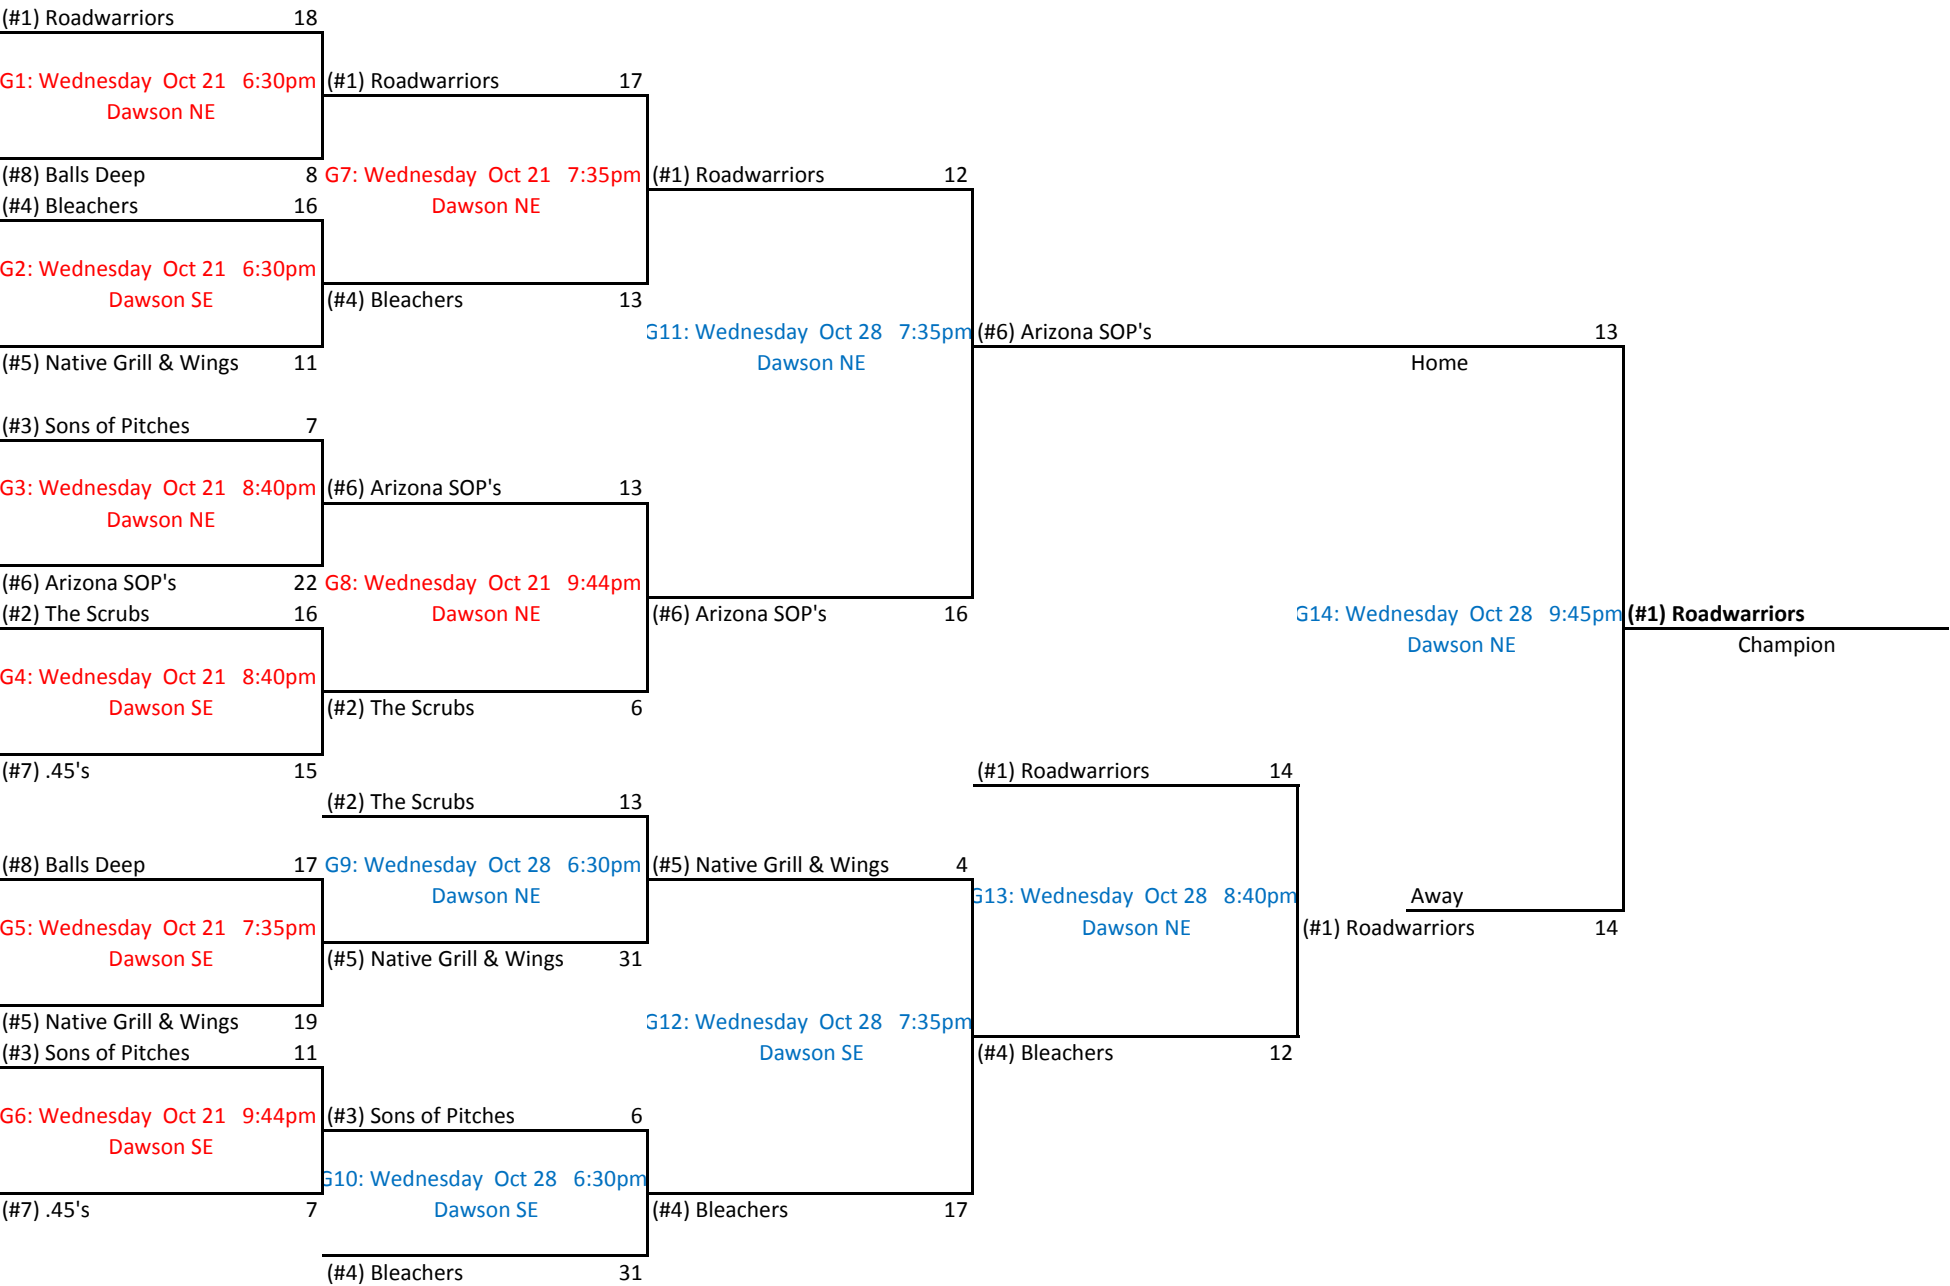 (#1) Roadwarriors 18
G1: Wednesday Oct 21 6:30pm (#1) Roadwarriors 17
Dawson NE
(#8) Balls Deep 8 G7: Wednesday Oct 21 7:35pm (#1) Roadwarriors 12
(#4) Bleachers 16 Dawson NE
G2: Wednesday Oct 21 6:30pm
Dawson SE (#4) Bleachers 13
G11: Wednesday Oct 28 7:35pm (#6) Arizona SOP's 13
(#5) Native Grill & Wings 11 Dawson NE Home
(#3) Sons of Pitches 7
G3: Wednesday Oct 21 8:40pm (#6) Arizona SOP's 13
Dawson NE
(#6) Arizona SOP's 22 G8: Wednesday Oct 21 9:44pm
(#2) The Scrubs 16 Dawson NE (#6) Arizona SOP's 16 G14: Wednesday Oct 28 9:45pm (#1) Roadwarriors
Dawson NE Champion
G4: Wednesday Oct 21 8:40pm
Dawson SE (#2) The Scrubs 6
(#7) .45's 15 (#1) Roadwarriors 14
(#2) The Scrubs 13
(#8) Balls Deep 17 G9: Wednesday Oct 28 6:30pm (#5) Native Grill & Wings 4
Dawson NE G13: Wednesday Oct 28 8:40pm Away
G5: Wednesday Oct 21 7:35pm Dawson NE (#1) Roadwarriors 14
Dawson SE (#5) Native Grill & Wings 31
(#5) Native Grill & Wings 19 G12: Wednesday Oct 28 7:35pm
(#3) Sons of Pitches 11 Dawson SE (#4) Bleachers 12
G6: Wednesday Oct 21 9:44pm (#3) Sons of Pitches 6
Dawson SE
G10: Wednesday Oct 28 6:30pm
(#7) .45's 7 Dawson SE (#4) Bleachers 17
(#4) Bleachers 31